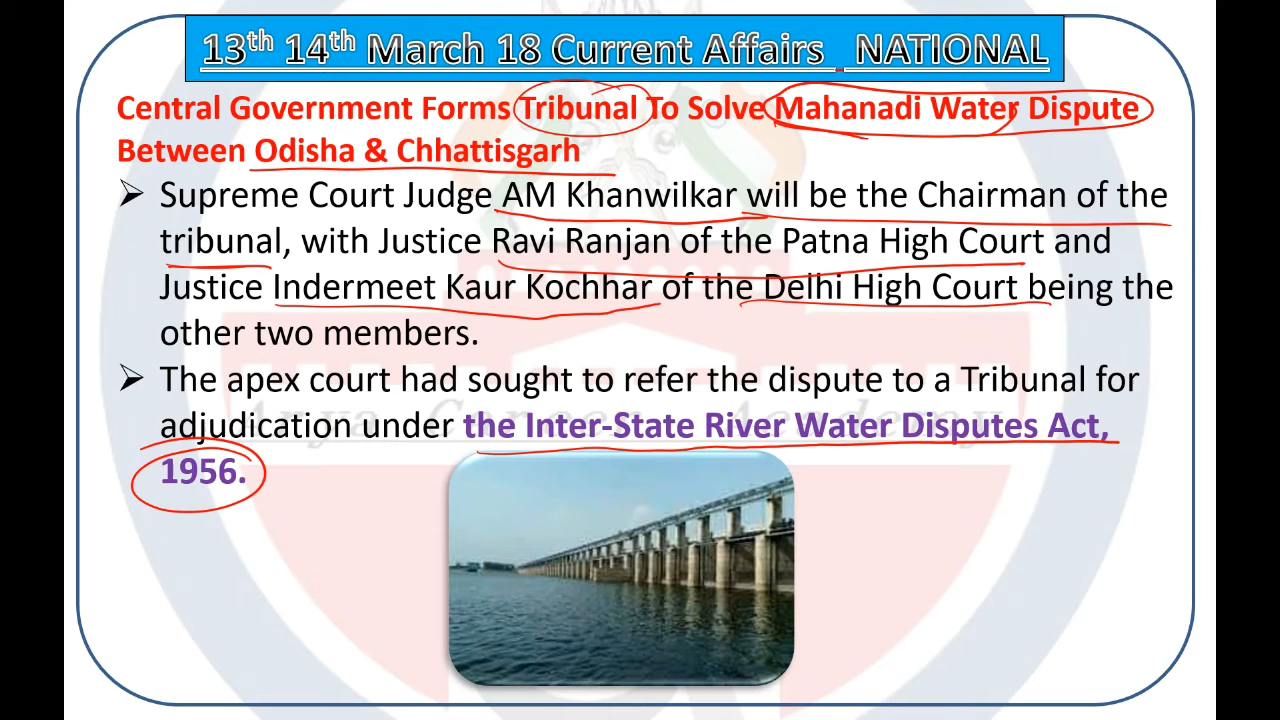 13th 14th March 18 Current Affairs NATIONAL
Central Government Forms Tribunal To Solve Mahanadi Water Dispute
Between Odisha & Chhattisgarh
➢ Supreme Court Judge AM Khanwilkar will be the Chairman of the
tribunal, with Justice Ravi Ranjan of the Patna High Court and
Justice Indermeet Kaur Kochhar of the Delhi High Court being the
other two members.
➢ The apex court had sought to refer the dispute to a Tribunal for
adjudication under the Inter-State River Water Disputes Act,
1956.
Arya Career Academy